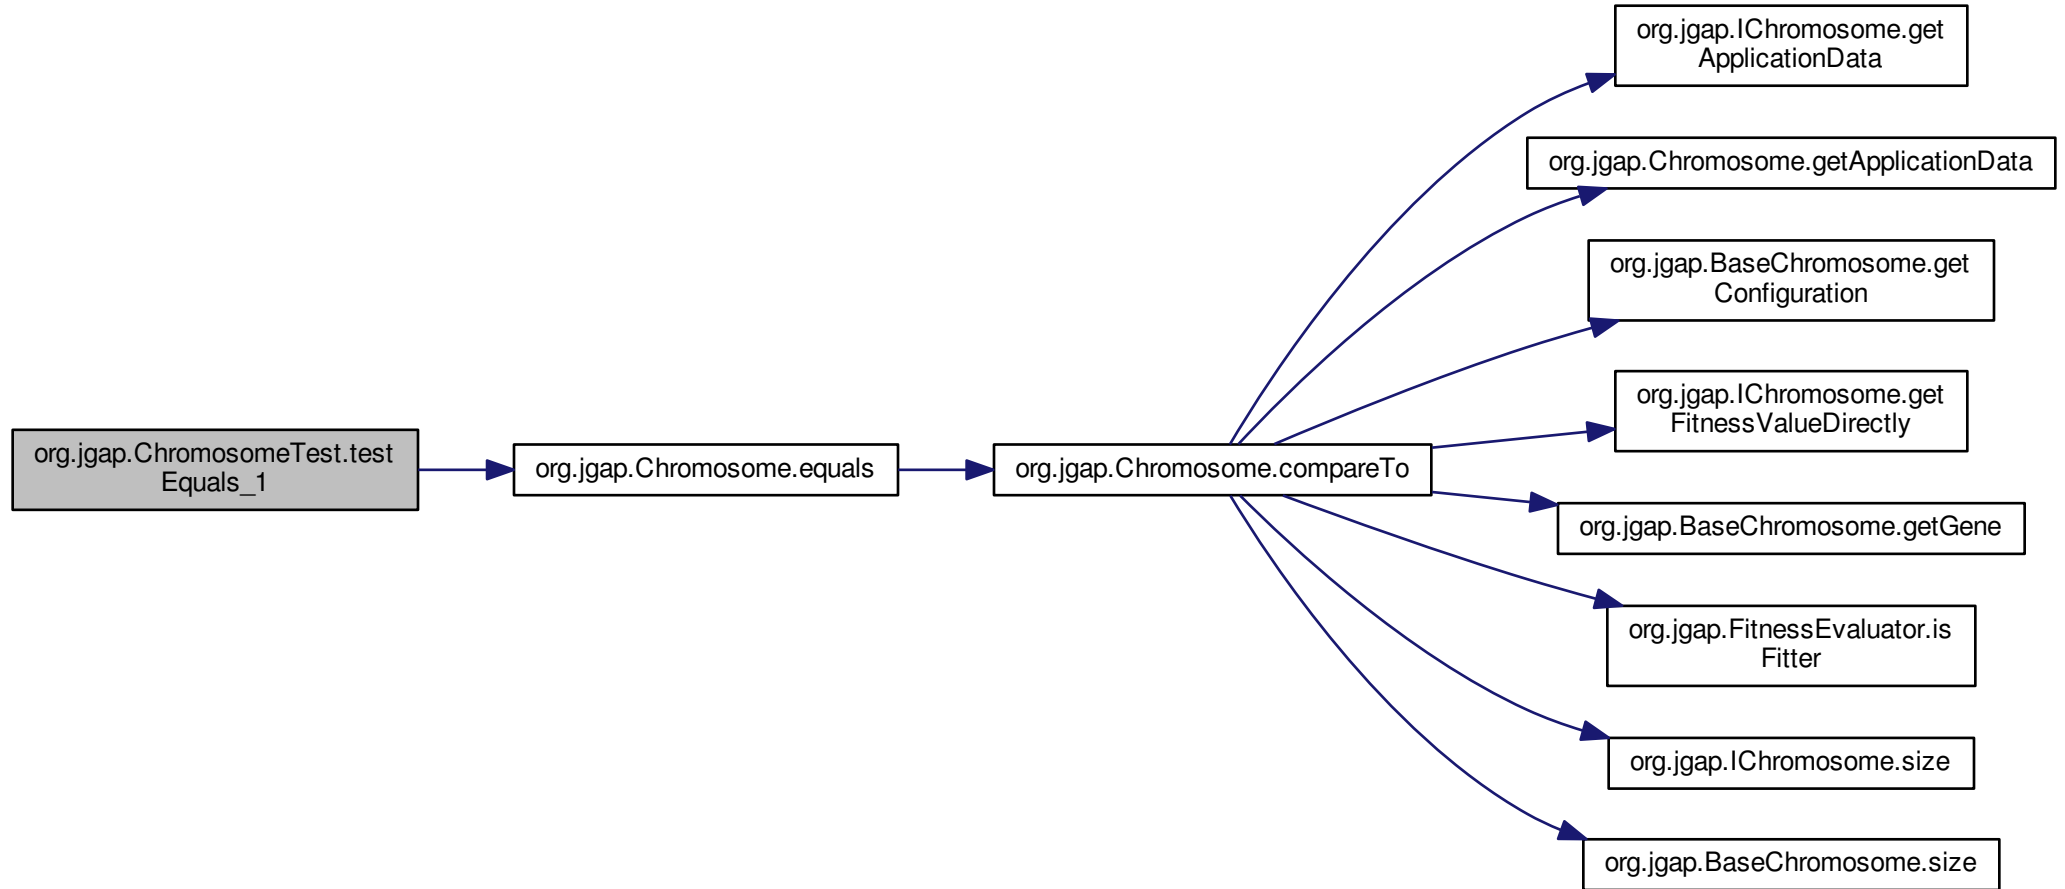 org.jgap.ChromosomeTest.test
Equals_1
org.jgap.Chromosome.equals
org.jgap.Chromosome.compareTo
org.jgap.IChromosome.get
ApplicationData
org.jgap.Chromosome.getApplicationData
org.jgap.BaseChromosome.get
Configuration
org.jgap.IChromosome.get
FitnessValueDirectly
org.jgap.BaseChromosome.getGene
org.jgap.FitnessEvaluator.is
Fitter
org.jgap.IChromosome.size
org.jgap.BaseChromosome.size